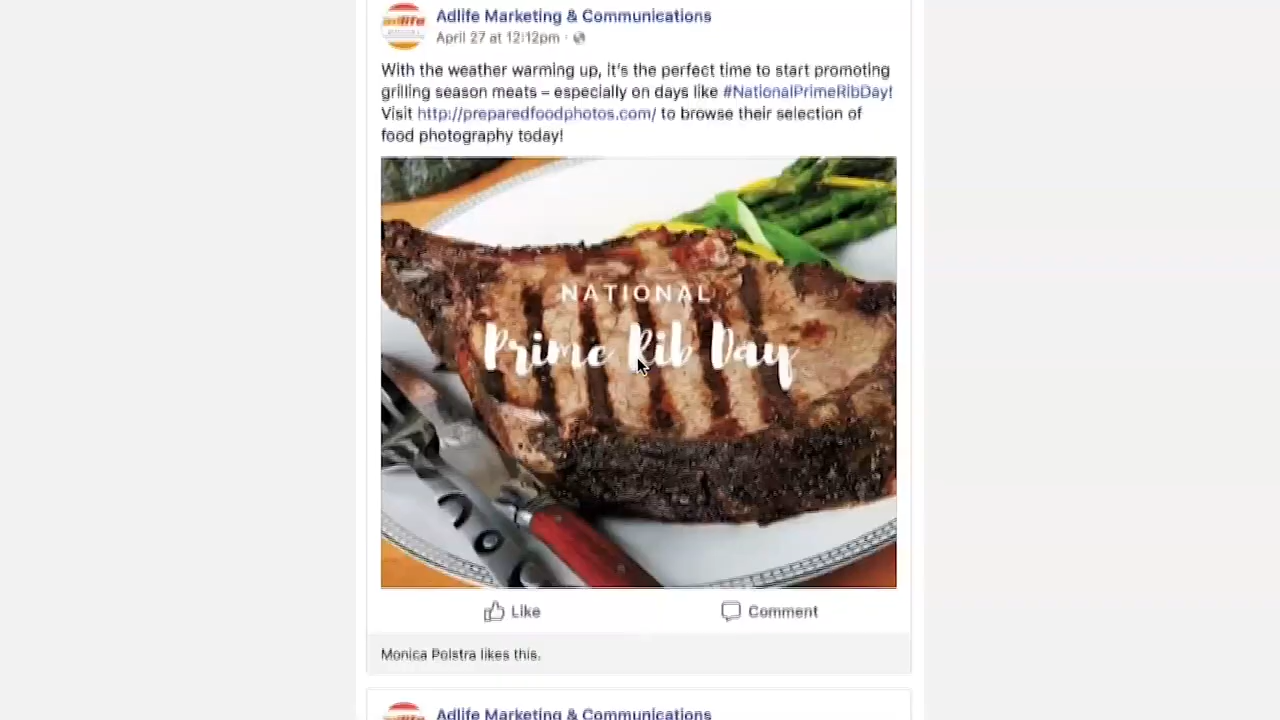 adlife
Adlife Marketing & Communications
April 27 at 12:12pm ·
With the weather warming up, it's the perfect time to start promoting
grilling season meats – especially on days like #NationalPrimeRibDay!
Visit http://preparedfoodphotos.com/ to browse their selection of
food photography today!
NATIONAL
Prime Rib Day
Like
Comment
Monica Polstra likes this.
Adlife Marketing & Communications